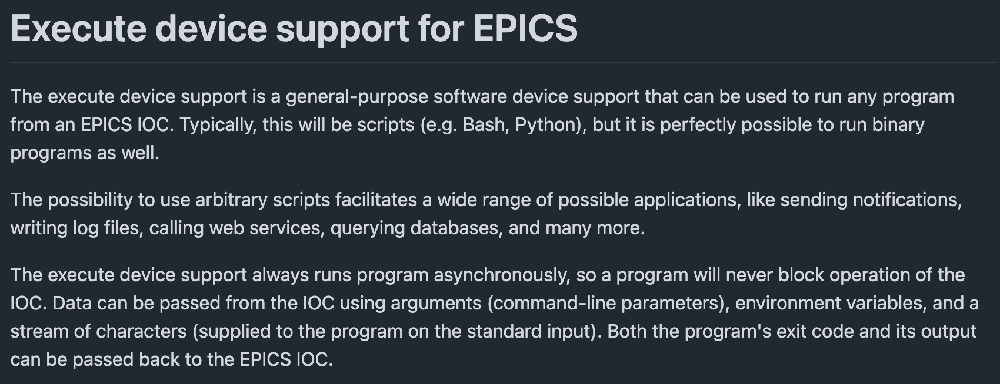 Execute device support for EPICS
The execute device support is a general-purpose software device support that can be used to run any program
from an EPICS IOC. Typically, this will be scripts (e.g. Bash, Python), but it is perfectly possible to run binary
programs as well.
The possibility to use arbitrary scripts facilitates a wide range of possible applications, like sending notifications,
writing log files, calling web services, querying databases, and many more.
The execute device support always runs program asynchronously, so a program will never block operation of the
IOC. Data can be passed from the IOC using arguments (command-line parameters), environment variables, and a
stream of characters (supplied to the program on the standard input). Both the program's exit code and its output
can be passed back to the EPICS IOC.